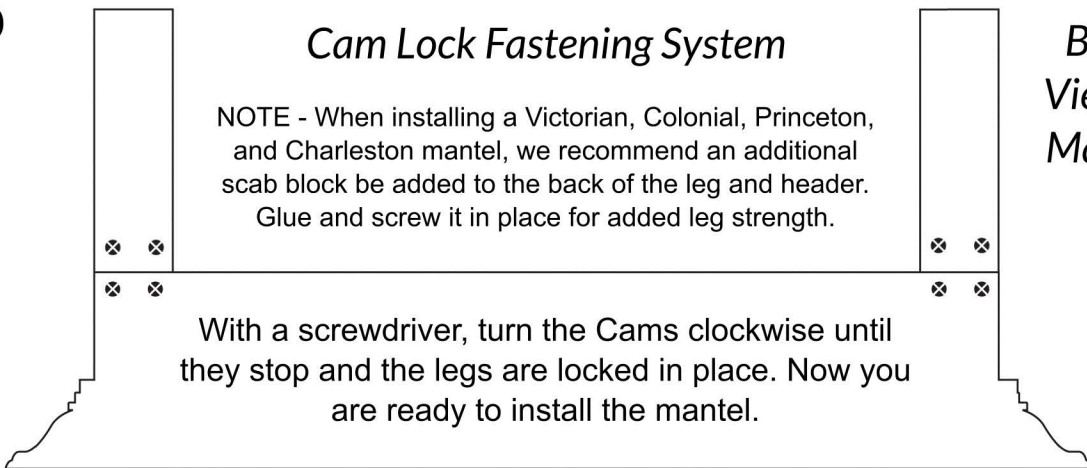 Cam Lock Fastening System
NOTE - When installing a Victorian, Colonial, Princeton,
and Charleston mantel, we recommend an additional
scab block be added to the back of the leg and header.
Glue and screw it in place for added leg strength.
With a screwdriver, turn the Cams clockwise until
they stop and the legs are locked in place. Now you
are ready to install the mantel.